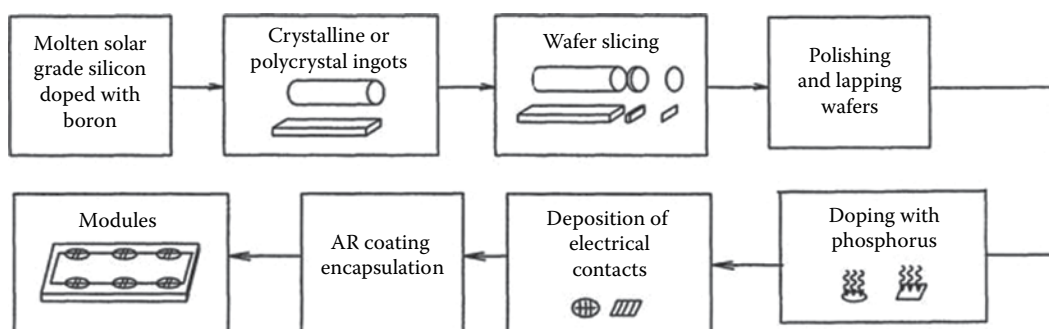 Molten solar
grade silicon
doped with
boron
Crystalline or
polycrystal ingots
Wafer slicing
Polishing
and lapping
wafers
Doping with
phosphorus
Deposition of
electrical
contacts
AR coating
encapsulation
Modules